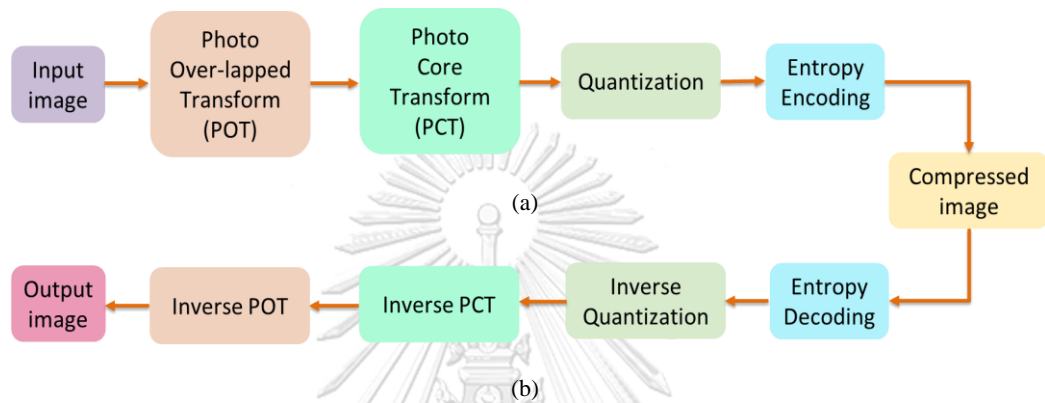 Input
image
Photo
Over-lapped
Transform
(POT)
Photo
Core
Transform
(PCT)
Quantization
Entropy
Encoding
Compressed
image
(a)
Output
image
Inverse POT
Inverse PCT
Inverse
Quantization
Entropy
Decoding
(b)